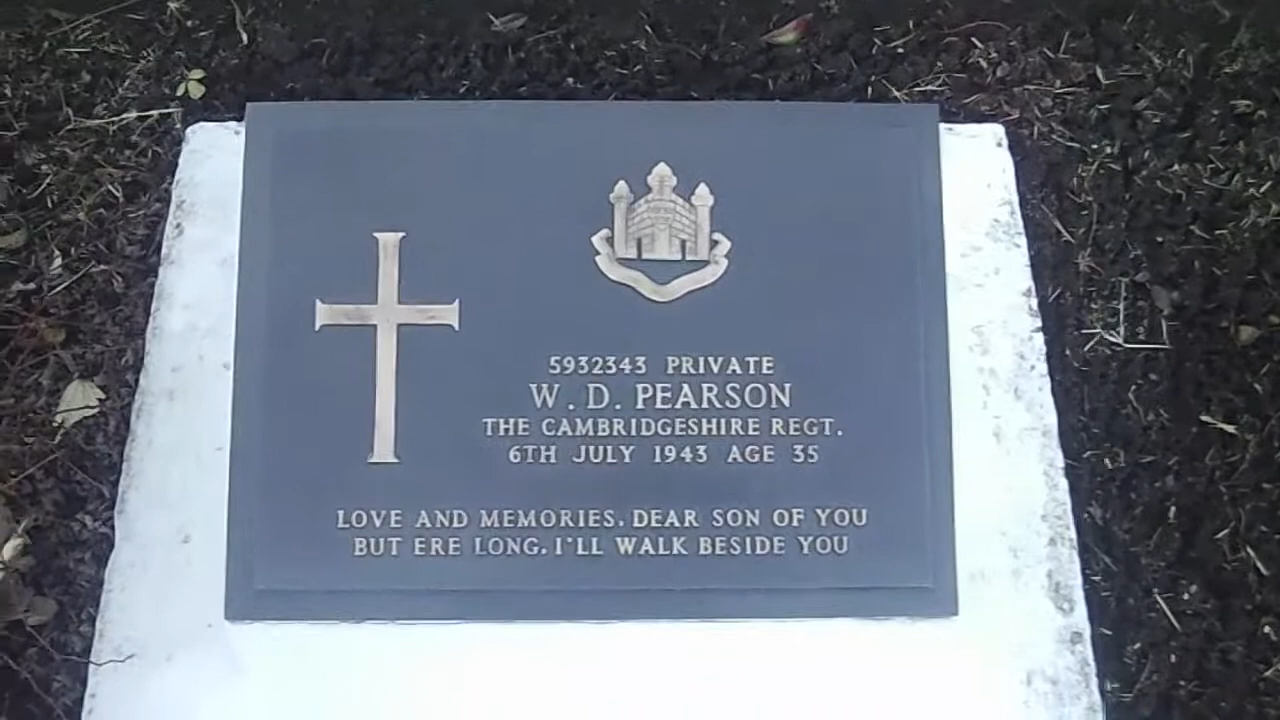 5932343 PRIVATE
W. D. PEARSON
THE CAMBRIDGESHIRE REGT.
6TH JULY 1943 AGE 35
LOVE AND MEMORIES. DEAR SON OF YOU
BUT ERE LONG. I'LL WALK BESIDE YOU